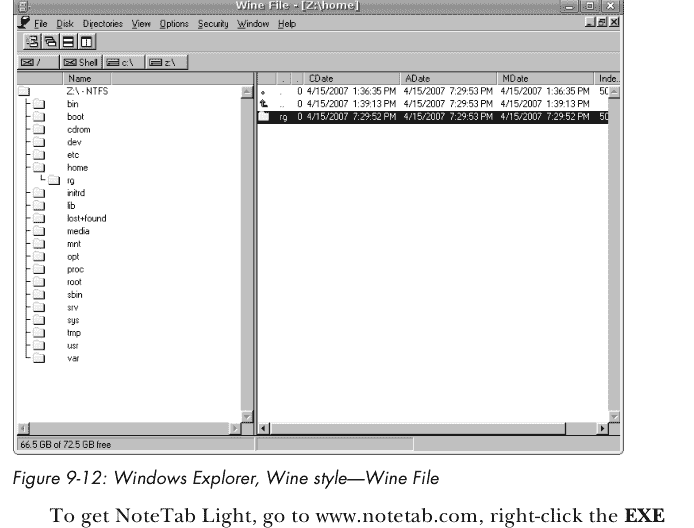 Wine File - [Z:\home]
File Disk Directories View Options Security Window Help
/ Shell c:\ z:\
Name
Z:\ - NTFS
bin
boot
cdrom
dev
etc
home
rg
initrd
lib
lost+found
media
mnt
opt
proc
root
sbin
srv
sys
tmp
usr
var
. . CDate ADate MDate Inde..
. 0 4/15/2007 1:36:35 PM 4/15/2007 7:29:53 PM 4/15/2007 1:36:35 PM 50
.. 0 4/15/2007 1:39:13 PM 4/15/2007 7:29:53 PM 4/15/2007 1:39:13 PM
rg 0 4/15/2007 7:29:52 PM 4/15/2007 7:29:53 PM 4/15/2007 7:29:52 PM 50
66.5 GB of 72.5 GB free
Figure 9-12: Windows Explorer, Wine style—Wine File
To get NoteTab Light, go to www.notetab.com, right-click the EXE